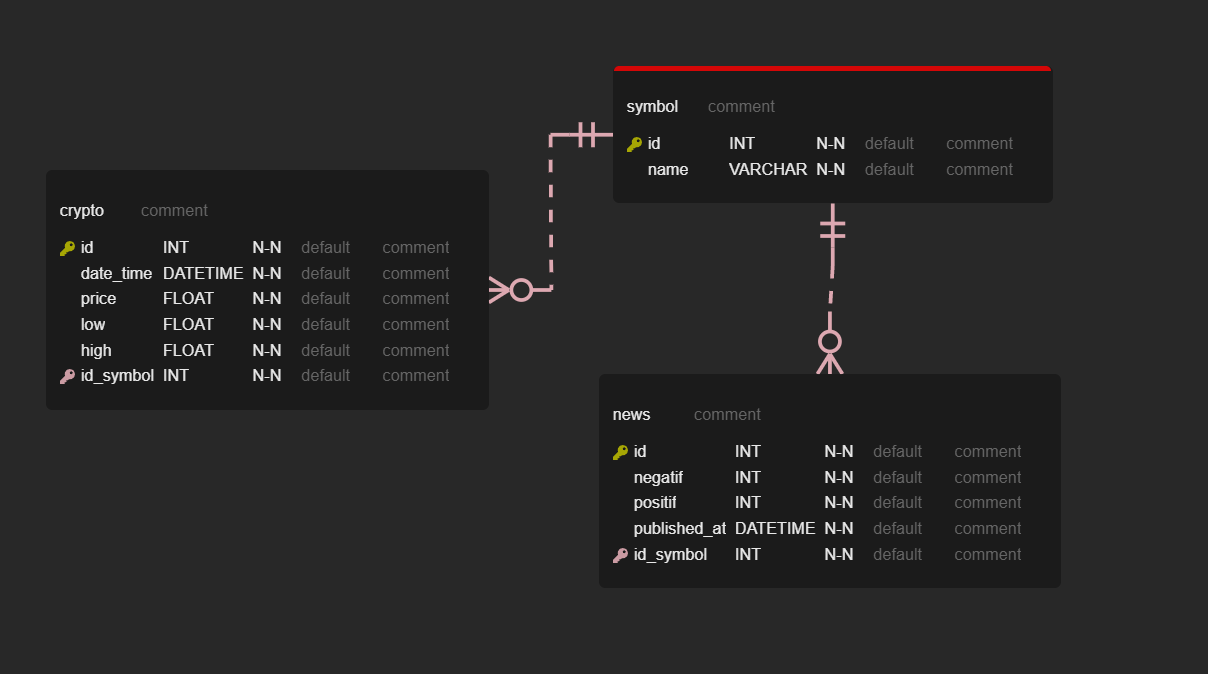 symbol comment
id INT N-N default comment
name VARCHAR N-N default comment
crypto comment
id INT N-N default comment
date_time DATETIME N-N default comment
price FLOAT N-N default comment
low FLOAT N-N default comment
high FLOAT N-N default comment
id_symbol INT N-N default comment
news comment
id INT N-N default comment
negatif INT N-N default comment
positif INT N-N default comment
published_at DATETIME N-N default comment
id_symbol INT N-N default comment